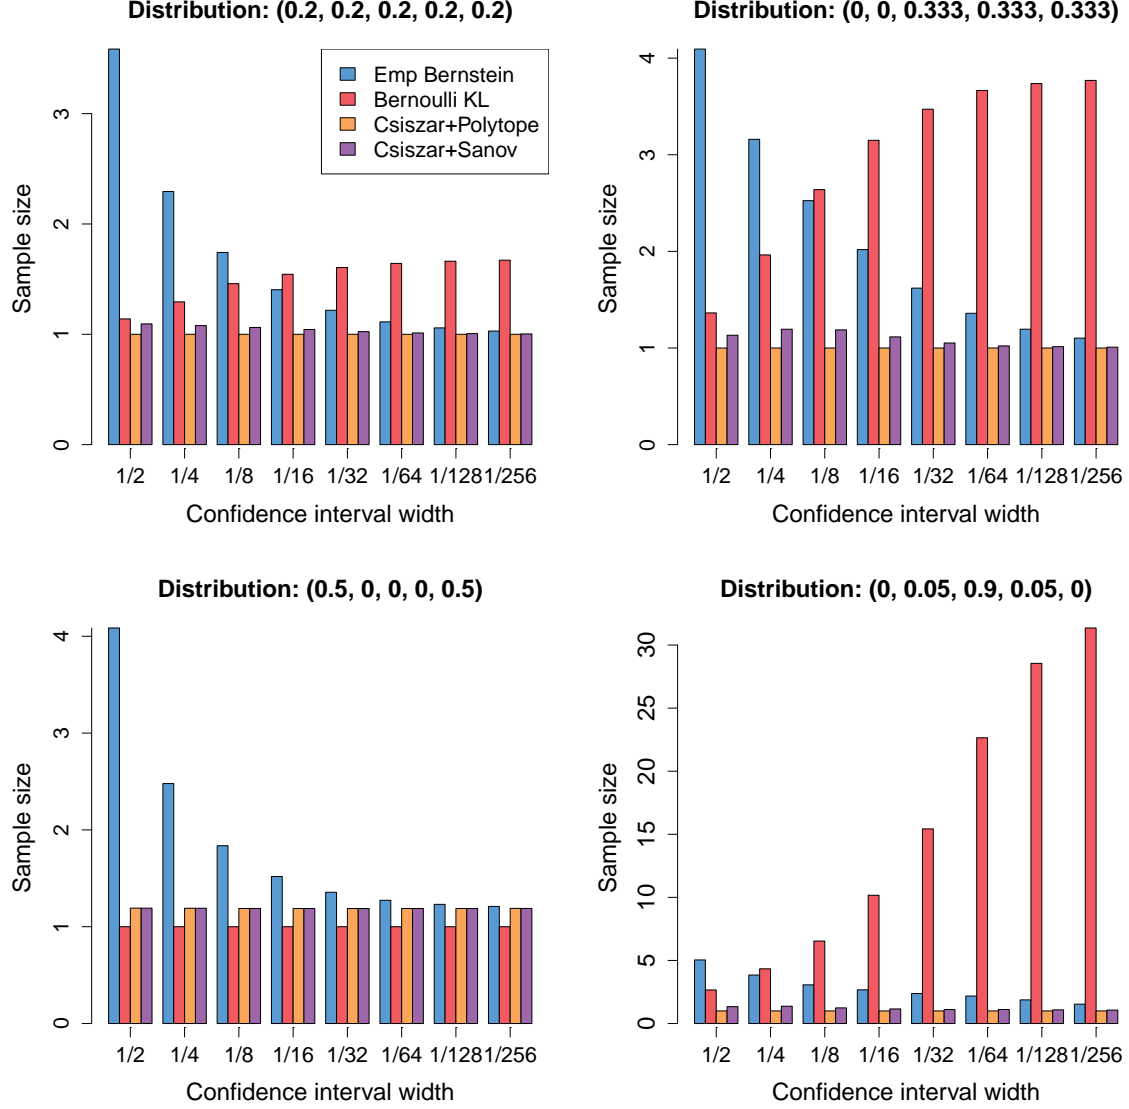 Distribution: (0.2, 0.2, 0.2, 0.2, 0.2)
Sample size
0 1 2 3
Emp Bernstein
Bernoulli KL
Csiszar+Polytope
Csiszar+Sanov
1/2 1/4 1/8 1/16 1/32 1/64 1/128 1/256
Confidence interval width
Distribution: (0, 0, 0.333, 0.333, 0.333)
Sample size
0 1 2 3 4
1/2 1/4 1/8 1/16 1/32 1/64 1/128 1/256
Confidence interval width
Distribution: (0.5, 0, 0, 0, 0.5)
Sample size
0 1 2 3 4
1/2 1/4 1/8 1/16 1/32 1/64 1/128 1/256
Confidence interval width
Distribution: (0, 0.05, 0.9, 0.05, 0)
Sample size
0 5 10 15 20 25 30
1/2 1/4 1/8 1/16 1/32 1/64 1/128 1/256
Confidence interval width